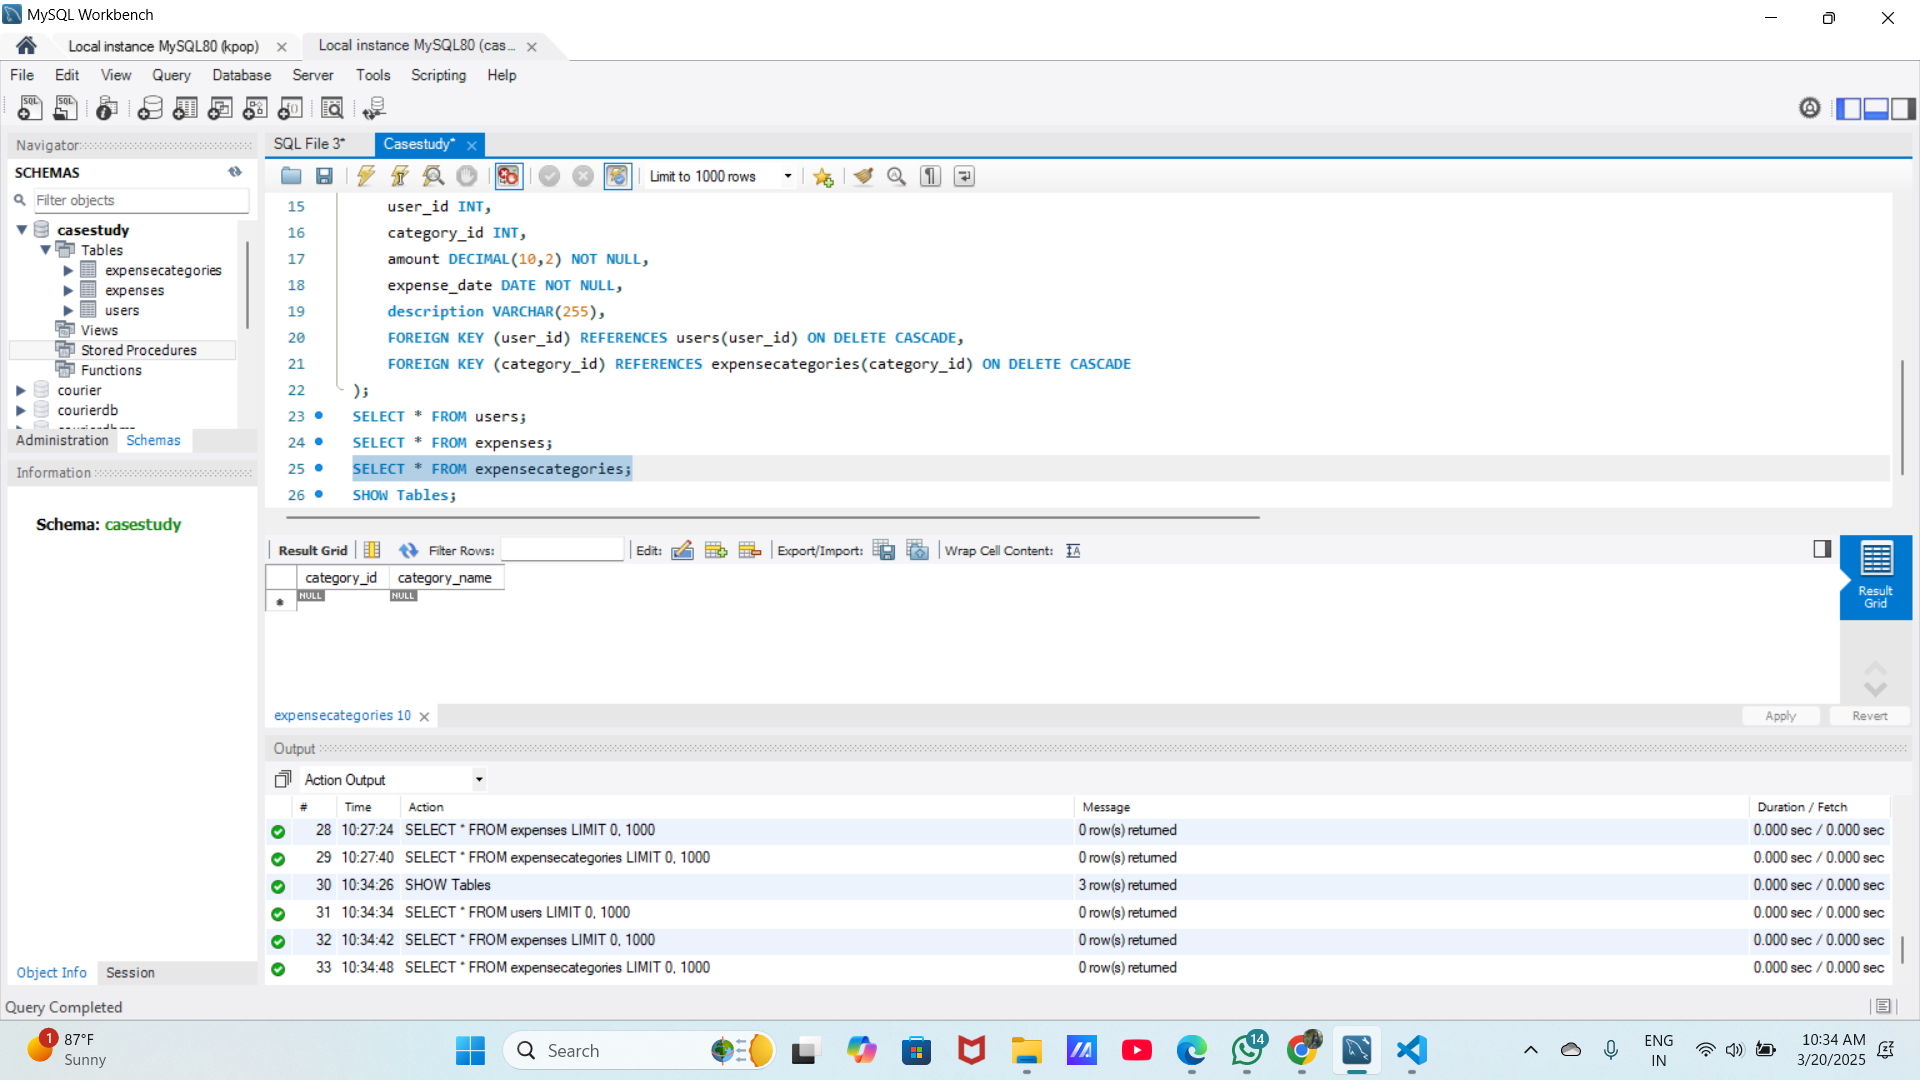 MySQL Workbench
Local instance MySQL80 (kpop)
Local instance MySQL80 (cas...
File Edit View Query Database Server Tools Scripting Help
Navigator
SCHEMAS
Filter objects
casestudy
Tables
expensecategories
expenses
users
Views
Stored Procedures
Functions
courier
courierdb
Administration Schemas
Information
Schema: casestudy
Object Info Session
SQL File 3*
Casestudy*
Limit to 1000 rows
15 user_id INT,
16 category_id INT,
17 amount DECIMAL(10,2) NOT NULL,
18 expense_date DATE NOT NULL,
19 description VARCHAR(255),
20 FOREIGN KEY (user_id) REFERENCES users(user_id) ON DELETE CASCADE,
21 FOREIGN KEY (category_id) REFERENCES expensecategories(category_id) ON DELETE CASCADE
22 );
23 SELECT * FROM users;
24 SELECT * FROM expenses;
25 SELECT * FROM expensecategories;
26 SHOW Tables;
Result Grid Filter Rows: Edit: Export/Import: Wrap Cell Content:
category_id category_name
NULL NULL
Result
Grid
expensecategories 10
Apply Revert
Output
Action Output
# Time Action Message Duration / Fetch
28 10:27:24 SELECT * FROM expenses LIMIT 0, 1000 0 row(s) returned 0.000 sec / 0.000 sec
29 10:27:40 SELECT * FROM expensecategories LIMIT 0, 1000 0 row(s) returned 0.000 sec / 0.000 sec
30 10:34:26 SHOW Tables 3 row(s) returned 0.000 sec / 0.000 sec
31 10:34:34 SELECT * FROM users LIMIT 0, 1000 0 row(s) returned 0.000 sec / 0.000 sec
32 10:34:42 SELECT * FROM expenses LIMIT 0, 1000 0 row(s) returned 0.000 sec / 0.000 sec
33 10:34:48 SELECT * FROM expensecategories LIMIT 0, 1000 0 row(s) returned 0.000 sec / 0.000 sec
Query Completed
1
87°F
Sunny
Search
14
ENG
IN
10:34 AM
3/20/2025